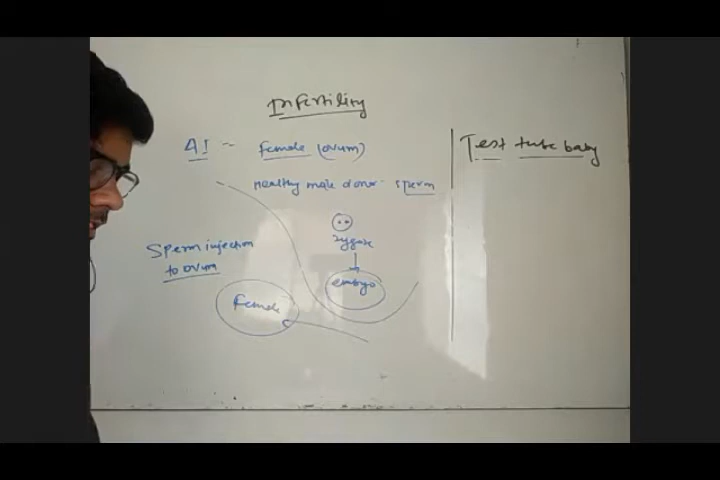 Infertility
AI - Female (ovum)
Healthy male donor - sperm
zygote
embryo
Sperm injection
to ovum
Female
Test tube baby